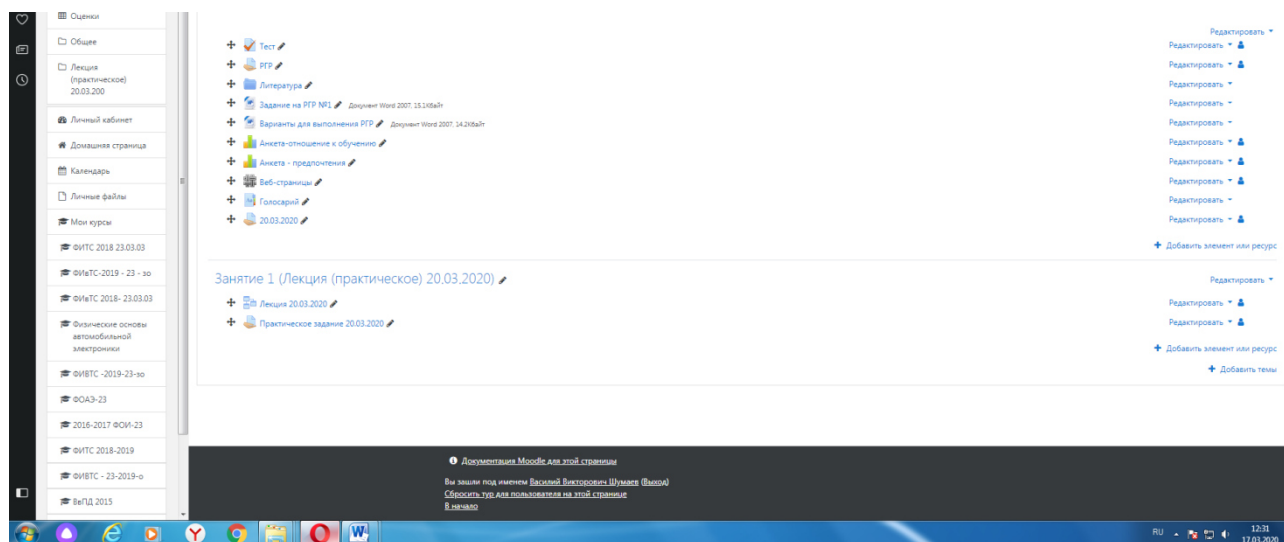 Оценки
Общее
Лекция
(практическое)
20.03.200
Личный кабинет
Домашняя страница
Календарь
Личные файлы
Мои курсы
ФИТС 2018 23.03.03
ФИвТС-2019 - 23 - зо
ФИвТС 2018- 23.03.03
Физические основы
автомобильной
электроники
ФИВТС -2019-23-зо
ФОАЭ-23
2016-2017 ФОИ-23
ФИТС 2018-2019
ФИВТС - 23-2019-о
ВвПД 2015
Редактировать
Тест Редактировать
РГР Редактировать
Литература Редактировать
Задание на РГР №1 Документ Word 2007, 15.1Кбайт Редактировать
Варианты для выполнения РГР Документ Word 2007, 14.2Кбайт Редактировать
Анкета-отношение к обучению Редактировать
Анкета - предпочтения Редактировать
Веб-страницы Редактировать
Голосарий Редактировать
20.03.2020 Редактировать
Добавить элемент или ресурс
Занятие 1 (Лекция (практическое) 20.03.2020) Редактировать
Лекция 20.03.2020 Редактировать
Практическое задание 20.03.2020 Редактировать
Добавить элемент или ресурс
Добавить темы
Документация Moodle для этой страницы
Вы зашли под именем Василий Викторович Шумаев (Выход)
Сбросить тур для пользователя на этой странице
В начало
RU 12:31
17.03.2020